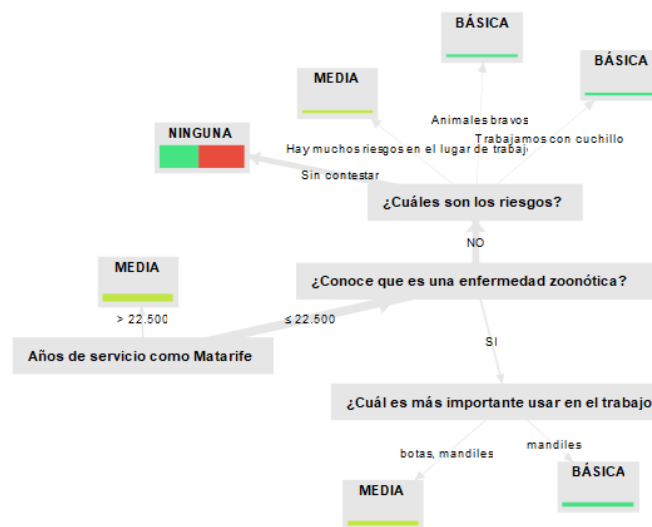 BÁSICA
BÁSICA
MEDIA
Animales bravos
NINGUNA
Trabajamos con cuchillo
Hay muchos riesgos en el lugar de trabajo
Sin contestar
¿Cuáles son los riesgos?
NO
MEDIA
¿Conoce que es una enfermedad zoonótica?
> 22.500
≤ 22.500
SI
Años de servicio como Matarife
¿Cuál es más importante usar en el trabajo
botas, mandiles
mandiles
BÁSICA
MEDIA